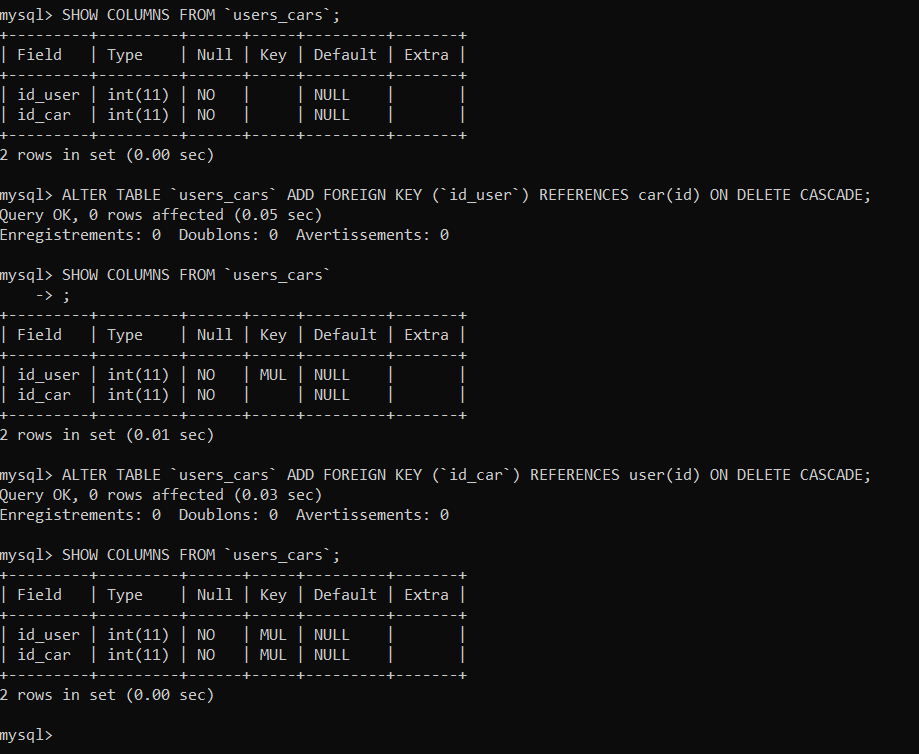 mysql> SHOW COLUMNS FROM `users_cars`;
+---------+---------+------+-----+---------+-------+
| Field   | Type    | Null | Key | Default | Extra |
+---------+---------+------+-----+---------+-------+
| id_user | int(11) | NO   |     | NULL    |       |
| id_car  | int(11) | NO   |     | NULL    |       |
+---------+---------+------+-----+---------+-------+
2 rows in set (0.00 sec)

mysql> ALTER TABLE `users_cars` ADD FOREIGN KEY (`id_user`) REFERENCES car(id) ON DELETE CASCADE;
Query OK, 0 rows affected (0.05 sec)
Enregistrements: 0  Doublons: 0  Avertissements: 0

mysql> SHOW COLUMNS FROM `users_cars`
    -> ;
+---------+---------+------+-----+---------+-------+
| Field   | Type    | Null | Key | Default | Extra |
+---------+---------+------+-----+---------+-------+
| id_user | int(11) | NO   | MUL | NULL    |       |
| id_car  | int(11) | NO   |     | NULL    |       |
+---------+---------+------+-----+---------+-------+
2 rows in set (0.01 sec)

mysql> ALTER TABLE `users_cars` ADD FOREIGN KEY (`id_car`) REFERENCES user(id) ON DELETE CASCADE;
Query OK, 0 rows affected (0.03 sec)
Enregistrements: 0  Doublons: 0  Avertissements: 0

mysql> SHOW COLUMNS FROM `users_cars`;
+---------+---------+------+-----+---------+-------+
| Field   | Type    | Null | Key | Default | Extra |
+---------+---------+------+-----+---------+-------+
| id_user | int(11) | NO   | MUL | NULL    |       |
| id_car  | int(11) | NO   | MUL | NULL    |       |
+---------+---------+------+-----+---------+-------+
2 rows in set (0.00 sec)

mysql>